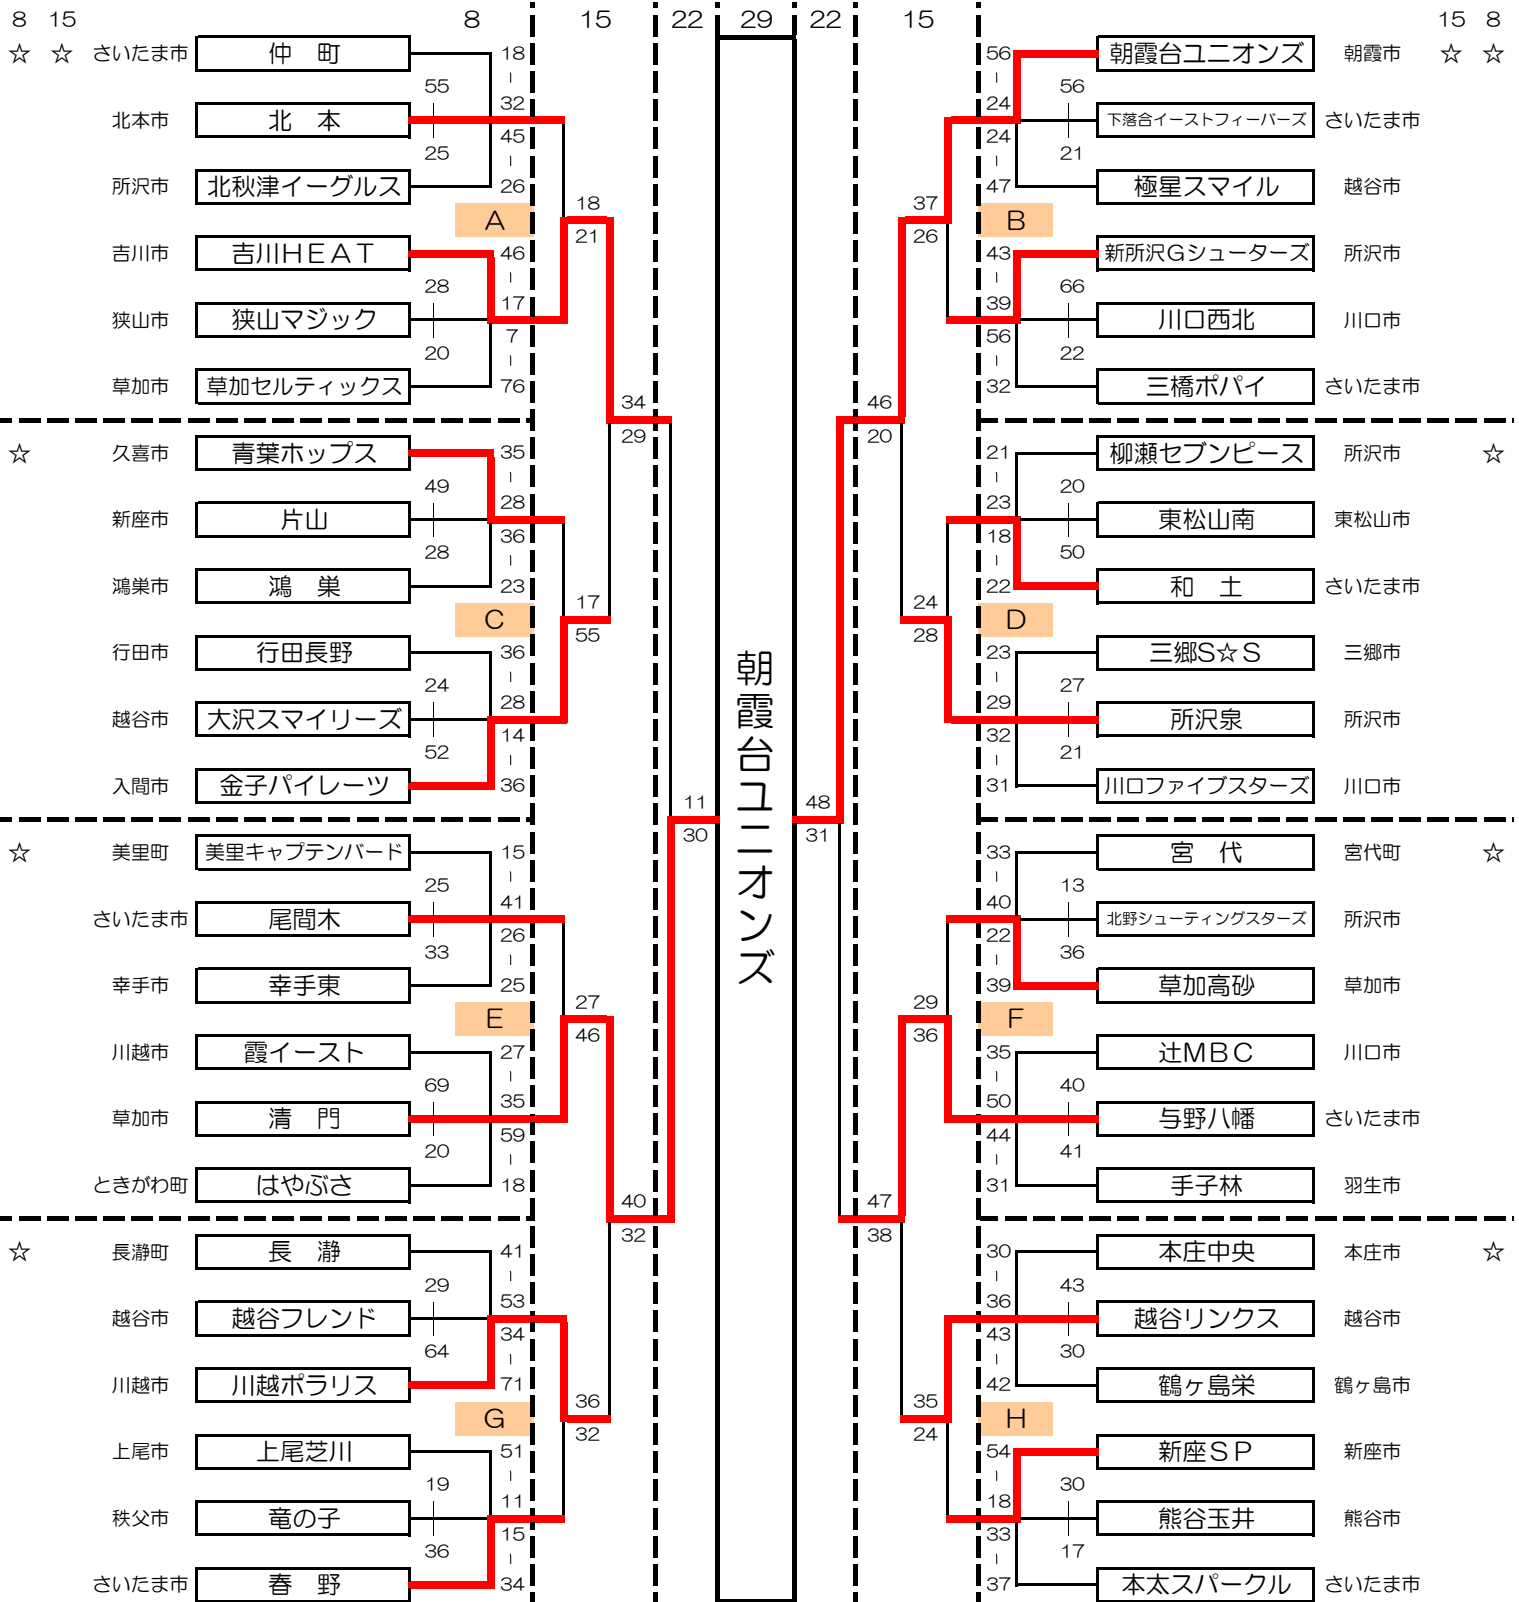 8 15 8 15 22 29 22 15 15 8
☆ ☆ さいたま市 仲 町 18 56 朝霞台ユニオンズ 朝霞市 ☆ ☆
55 - - 56
北本市 北 本 32 24 下落合イーストフィーバーズ さいたま市
25 45 24 21
- -
所沢市 北秋津イーグルス 26 47 極星スマイル 越谷市
A 18 37 B
21 26
吉川市 吉川HEAT 46 43 新所沢Gシューターズ 所沢市
28 - - 66
狭山市 狭山マジック 17 39 川口西北 川口市
20 7 56 22
- -
草加市 草加セルティックス 76 32 三橋ポパイ さいたま市
34 46
29 20
☆ 久喜市 青葉ホップス 35 21 柳瀬セブンピース 所沢市 ☆
49 - - 20
新座市 片山 28 23 東松山南 東松山市
28 36 18 50
- -
鴻巣市 鴻 巣 23 22 和 土 さいたま市
C 17 24 D
55 28
行田市 行田長野 36 23 三郷S☆S 三郷市
24 - - 27
越谷市 大沢スマイリーズ 28 29 所沢泉 所沢市
52 14 32 21
- -
入間市 金子パイレーツ 36 31 川口ファイブスターズ 川口市
11 48
30 31
朝霞台ユニオンズ
☆ 美里町 美里キャプテンバード 15 33 宮 代 宮代町 ☆
25 - - 13
さいたま市 尾間木 41 40 北野シューティングスターズ 所沢市
33 26 22 36
- -
幸手市 幸手東 25 39 草加高砂 草加市
E 27 29 F
46 36
川越市 霞イースト 27 35 辻MBC 川口市
69 - - 40
草加市 清 門 35 50 与野八幡 さいたま市
20 59 44 41
- -
ときがわ町 はやぶさ 18 31 手子林 羽生市
40 47
32 38
☆ 長瀞町 長 瀞 41 30 本庄中央 本庄市 ☆
29 - - 43
越谷市 越谷フレンド 53 36 越谷リンクス 越谷市
64 34 43 30
- -
川越市 川越ポラリス 71 42 鶴ヶ島栄 鶴ヶ島市
G 36 35 H
32 24
上尾市 上尾芝川 51 54 新座SP 新座市
19 - - 30
秩父市 竜の子 11 18 熊谷玉井 熊谷市
36 15 33 17
- -
さいたま市 春 野 34 37 本太スパークル さいたま市